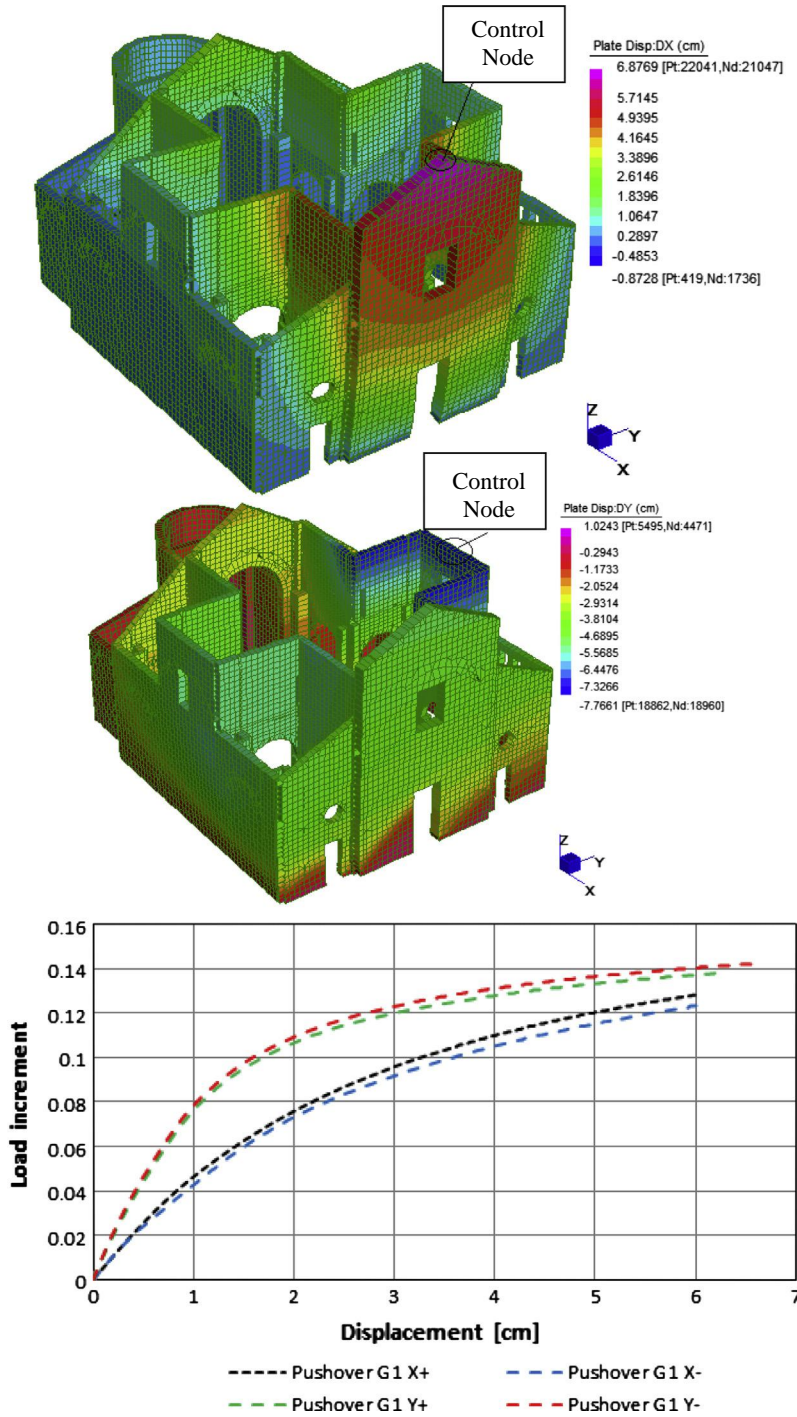 Control
Node
Plate Disp:DX (cm)
6.8769 [Pt:22041,Nd:21047]
5.7145
4.9395
4.1645
3.3896
2.6146
1.8396
1.0647
0.2897
-0.4853
-0.8728 [Pt:419,Nd:1736]
Z
Y
X
Control
Node
Plate Disp:DY (cm)
1.0243 [Pt:5495,Nd:4471]
-0.2943
-1.1733
-2.0524
-2.9314
-3.8104
-4.6895
-5.5685
-6.4476
-7.3266
-7.7661 [Pt:18862,Nd:18960]
Z
Y
X
0.16
0.14
0.12
0.1
0.08
0.06
0.04
0.02
0
Load increment
0 1 2 3 4 5 6 7
Displacement [cm]
Pushover G1 X+ Pushover G1 X-
Pushover G1 Y+ Pushover G1 Y-